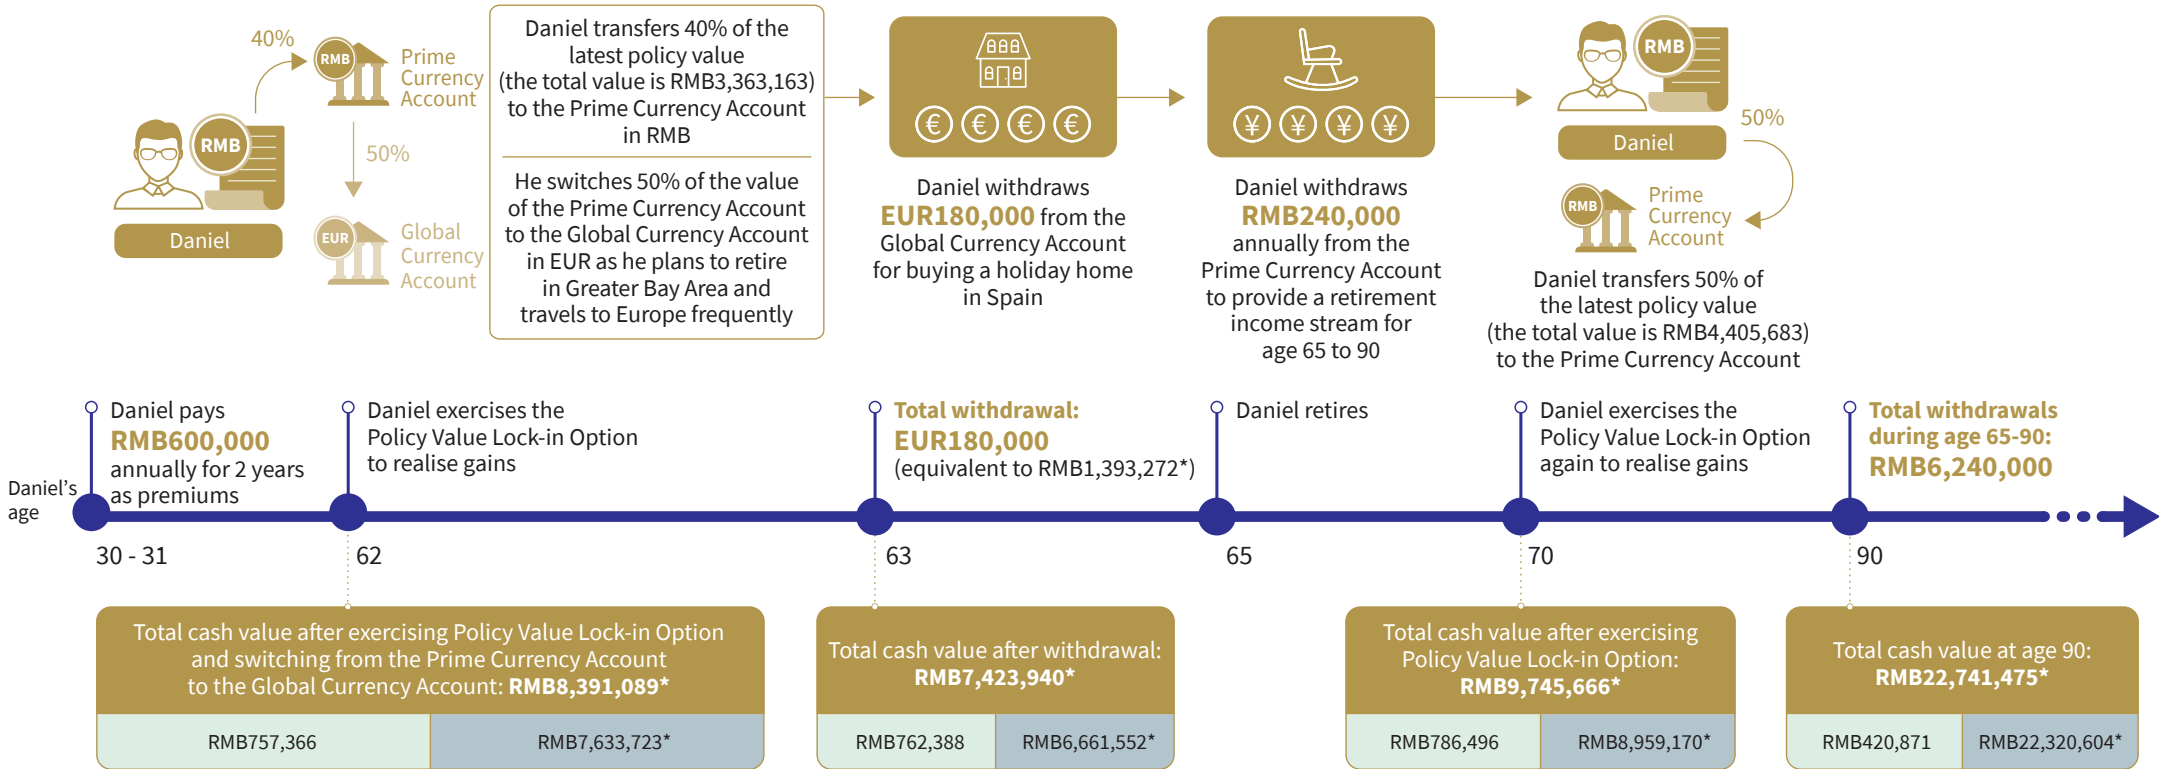 40%
RMB
Prime
Currency
Account
RMB
Daniel
50%
EUR
Global
Currency
Account
Daniel transfers 40% of the
latest policy value
(the total value is RMB3,363,163)
to the Prime Currency Account
in RMB
He switches 50% of the value
of the Prime Currency Account
to the Global Currency Account
in EUR as he plans to retire
in Greater Bay Area and
travels to Europe frequently
€ € € €
Daniel withdraws
EUR180,000 from the
Global Currency Account
for buying a holiday home
in Spain
¥ ¥ ¥ ¥
Daniel withdraws
RMB240,000
annually from the
Prime Currency Account
to provide a retirement
income stream for
age 65 to 90
RMB
Daniel
50%
RMB
Prime
Currency
Account
Daniel transfers 50% of
the latest policy value
(the total value is RMB4,405,683)
to the Prime Currency Account
Daniel's
age
Daniel pays
RMB600,000
annually for 2 years
as premiums
30 - 31
Daniel exercises the
Policy Value Lock-in Option
to realise gains
62
Total withdrawal:
EUR180,000
(equivalent to RMB1,393,272*)
63
Daniel retires
65
Daniel exercises the
Policy Value Lock-in Option
again to realise gains
70
Total withdrawals
during age 65-90:
RMB6,240,000
90
Total cash value after exercising Policy Value Lock-in Option
and switching from the Prime Currency Account
to the Global Currency Account: RMB8,391,089*
RMB757,366
RMB7,633,723*
Total cash value after withdrawal:
RMB7,423,940*
RMB762,388
RMB6,661,552*
Total cash value after exercising
Policy Value Lock-in Option:
RMB9,745,666*
RMB786,496
RMB8,959,170*
Total cash value at age 90:
RMB22,741,475*
RMB420,871
RMB22,320,604*